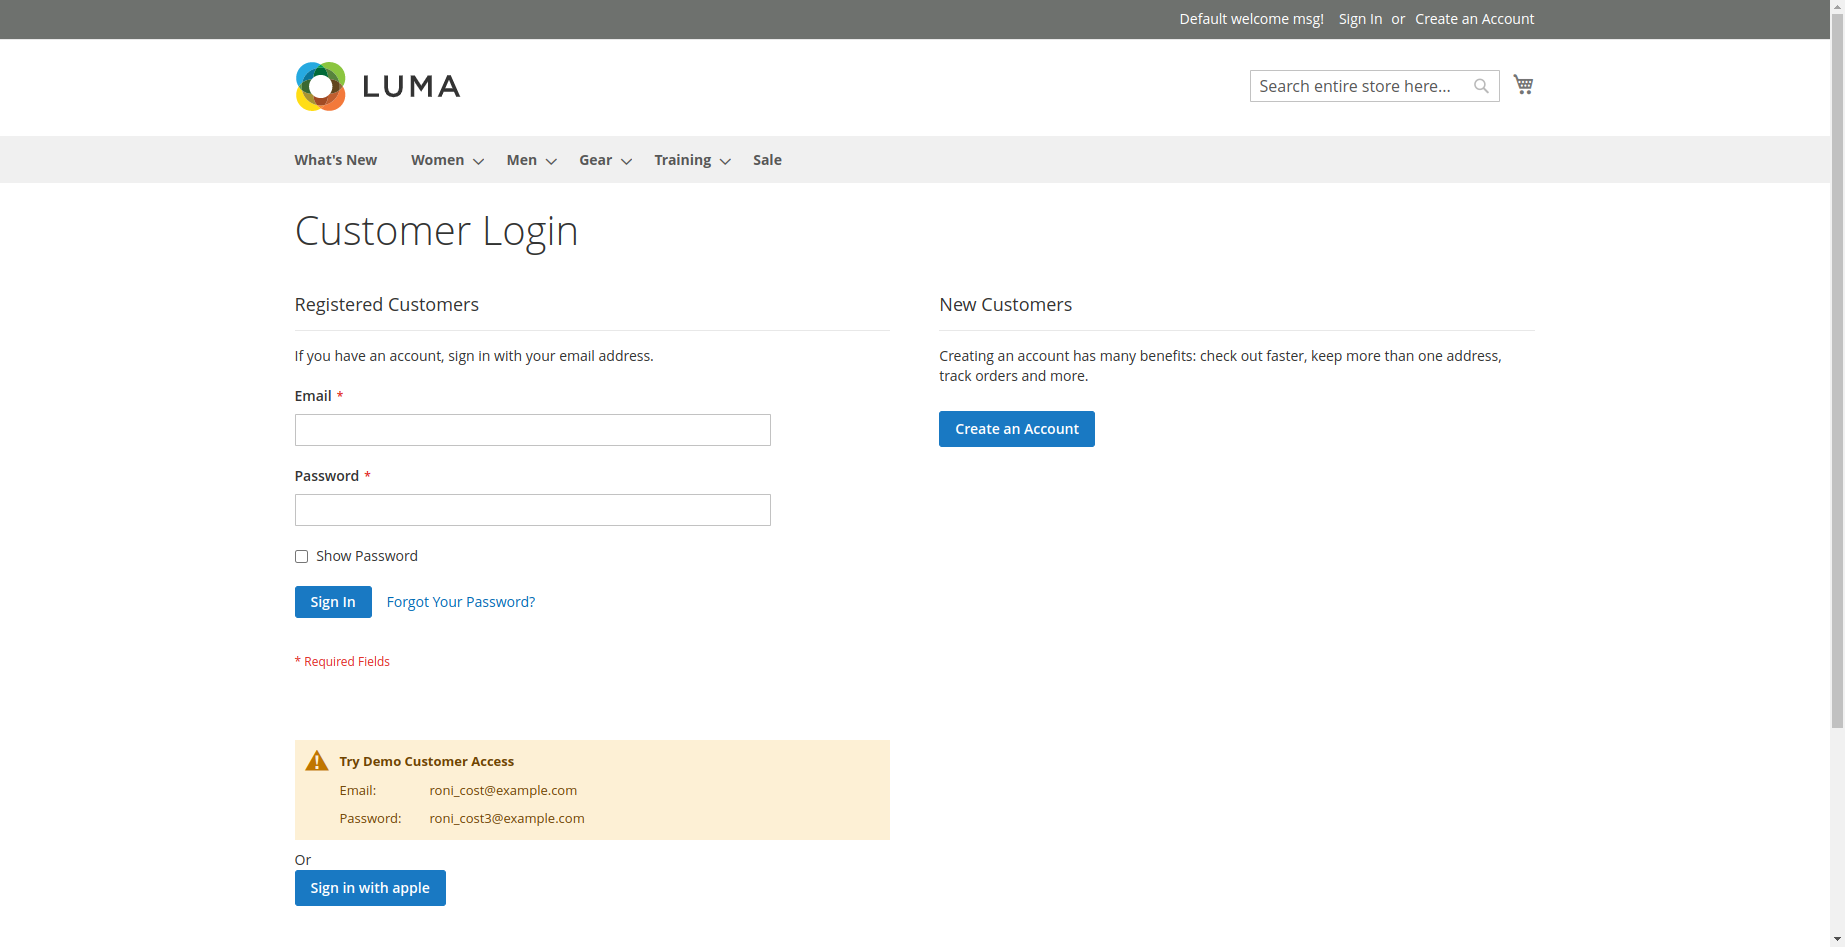 Default welcome msg! Sign In or Create an Account
LUMA
Search entire store here...
What's New Women Men Gear Training Sale
Customer Login
Registered Customers
If you have an account, sign in with your email address.
Email *
Password *
Show Password
Sign In Forgot Your Password?
* Required Fields
Try Demo Customer Access
Email: roni_cost@example.com
Password: roni_cost3@example.com
Or
Sign in with apple
New Customers
Creating an account has many benefits: check out faster, keep more than one address,
track orders and more.
Create an Account